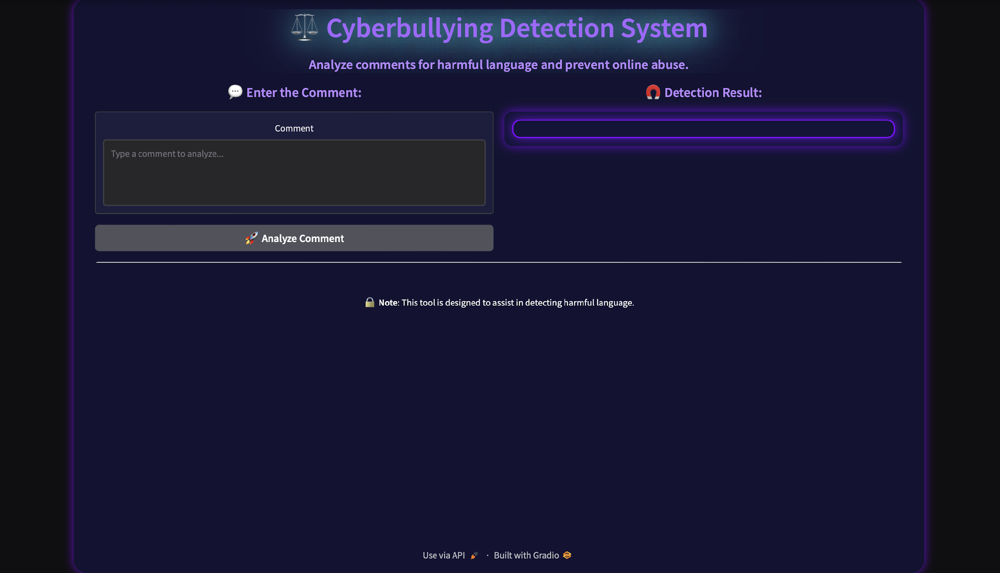 Cyberbullying Detection System
Analyze comments for harmful language and prevent online abuse.
Enter the Comment:
Comment
Type a comment to analyze...
Analyze Comment
Detection Result:
Note: This tool is designed to assist in detecting harmful language.
Use via API · Built with Gradio